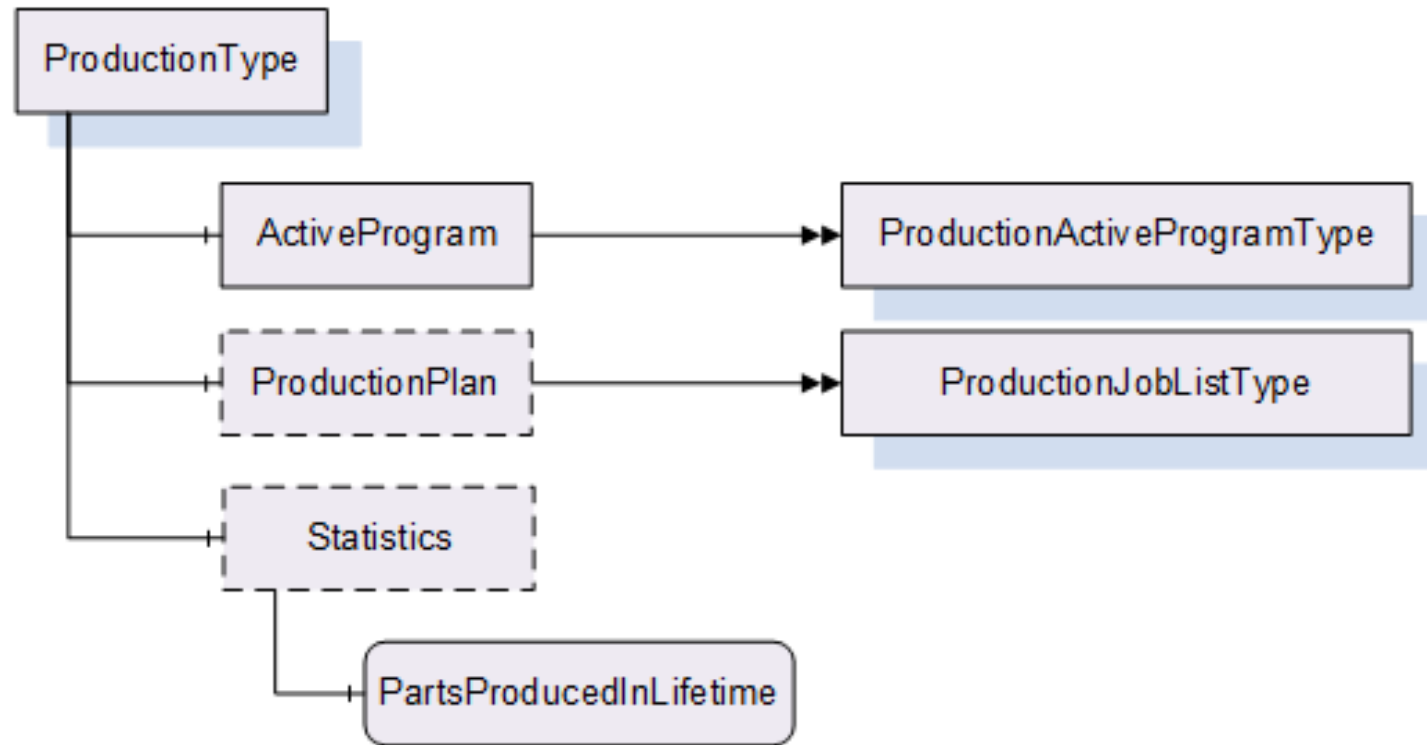 ProductionType
ActiveProgram
ProductionActiveProgramType
ProductionPlan
ProductionJobListType
Statistics
PartsProducedInLifetime